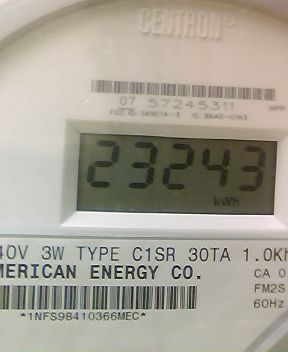 CENTRON
07 57245311
23243
kWh
40V 3W TYPE C1SR 30TA 1.0Kh
MERICAN ENERGY CO.
CA 0
FM2S
60Hz
*1NFS98410366MEC*